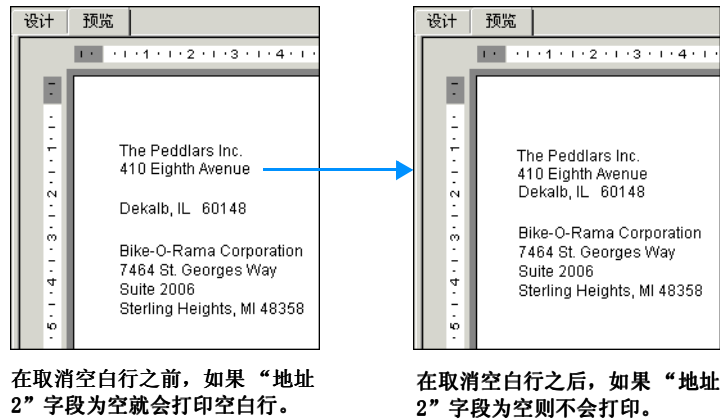 设计 预览
1 2 3 4
1
2
3
4
5
The Peddlars Inc.
410 Eighth Avenue
Dekalb, IL 60148
Bike-O-Rama Corporation
7464 St. Georges Way
Suite 2006
Sterling Heights, MI 48358
在取消空白行之前，如果“地址
2”字段为空就会打印空白行。
设计 预览
1 2 3 4
1
2
3
4
5
The Peddlars Inc.
410 Eighth Avenue
Dekalb, IL 60148
Bike-O-Rama Corporation
7464 St. Georges Way
Suite 2006
Sterling Heights, MI 48358
在取消空白行之后，如果“地址
2”字段为空则不会打印。